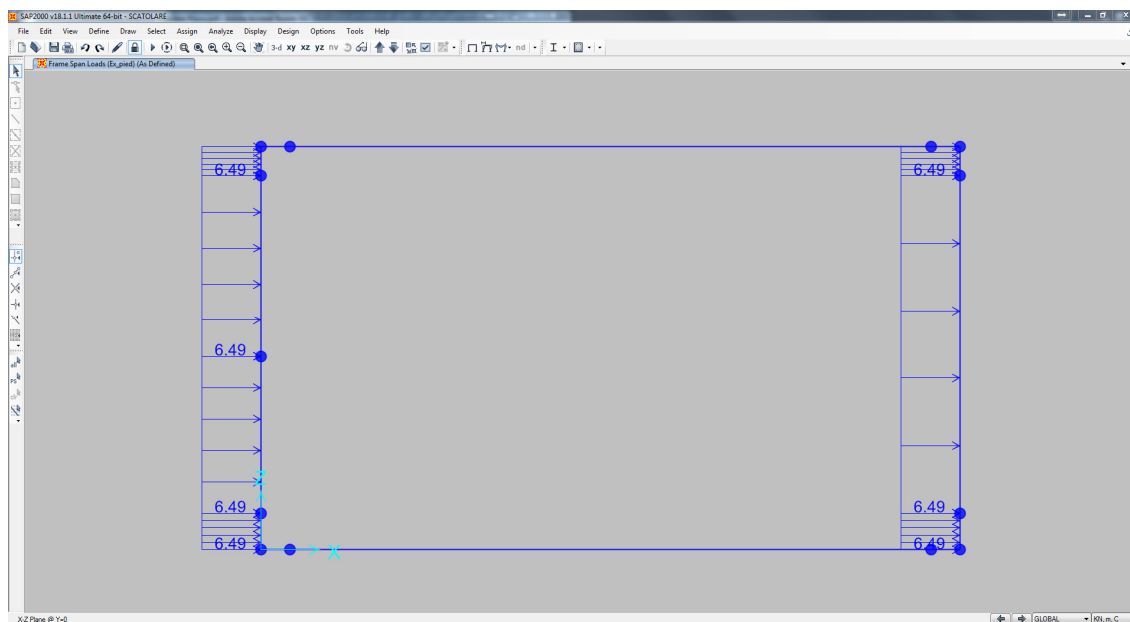 SAP2000 v18.1.1 Ultimate 64-bit - SCATOLARE
File Edit View Define Draw Select Assign Analyze Display Design Options Tools Help
3-d xy xz yz nv nd
Frame Span Loads (Ex_pied) (As Defined)
6.49 6.49
6.49
6.49 6.49
6.49 6.49
Z
X
X-Z Plane @ Y=0 GLOBAL KN, m, C